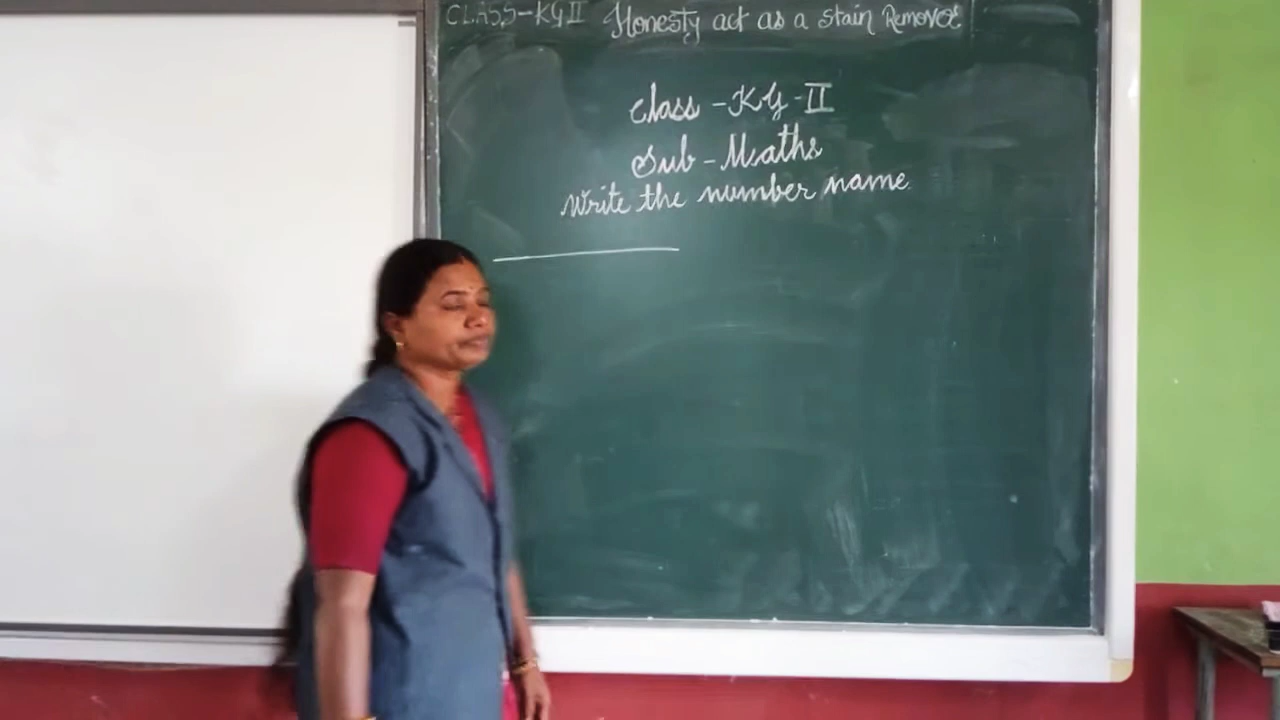 CLASS-KG II Honesty act as a stain Remover
Class - KG - II
Sub - Maths
Write the number name